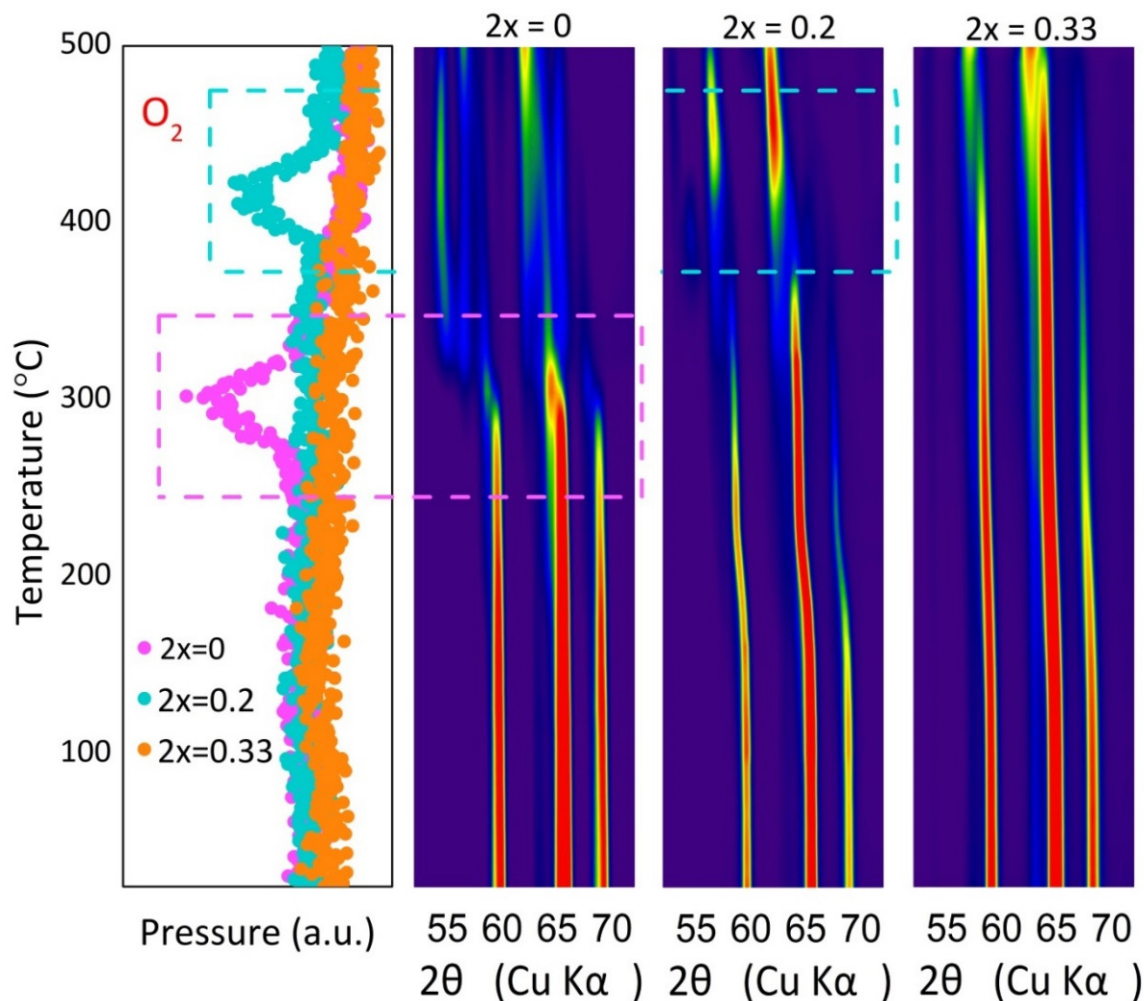 2x = 0
2x = 0.2
2x = 0.33
500
400
300
200
100
Temperature (°C)
O2
2x=0
2x=0.2
2x=0.33
Pressure (a.u.)
55 60 65 70
60 65 70
60 65 70
2θ (Cu Kα )
2θ (Cu Kα )
2θ (Cu Kα )